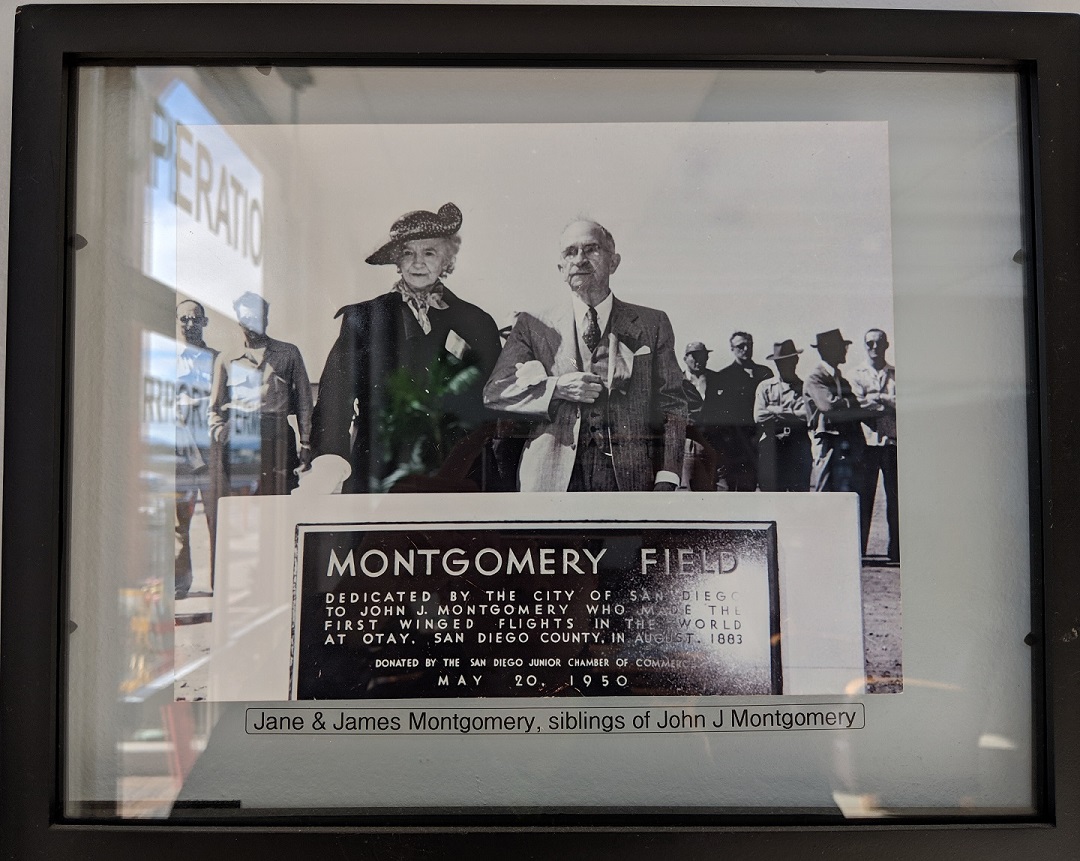 PERATIO
MONTGOMERY FIELD
DEDICATED BY THE CITY OF SAN DIEGO
TO JOHN J. MONTGOMERY WHO MADE THE
FIRST WINGED FLIGHTS IN THE WORLD
AT OTAY, SAN DIEGO COUNTY, IN AUGUST, 1883
DONATED BY THE SAN DIEGO JUNIOR CHAMBER OF COMMERCE
MAY 20, 1950
Jane & James Montgomery, siblings of John J Montgomery